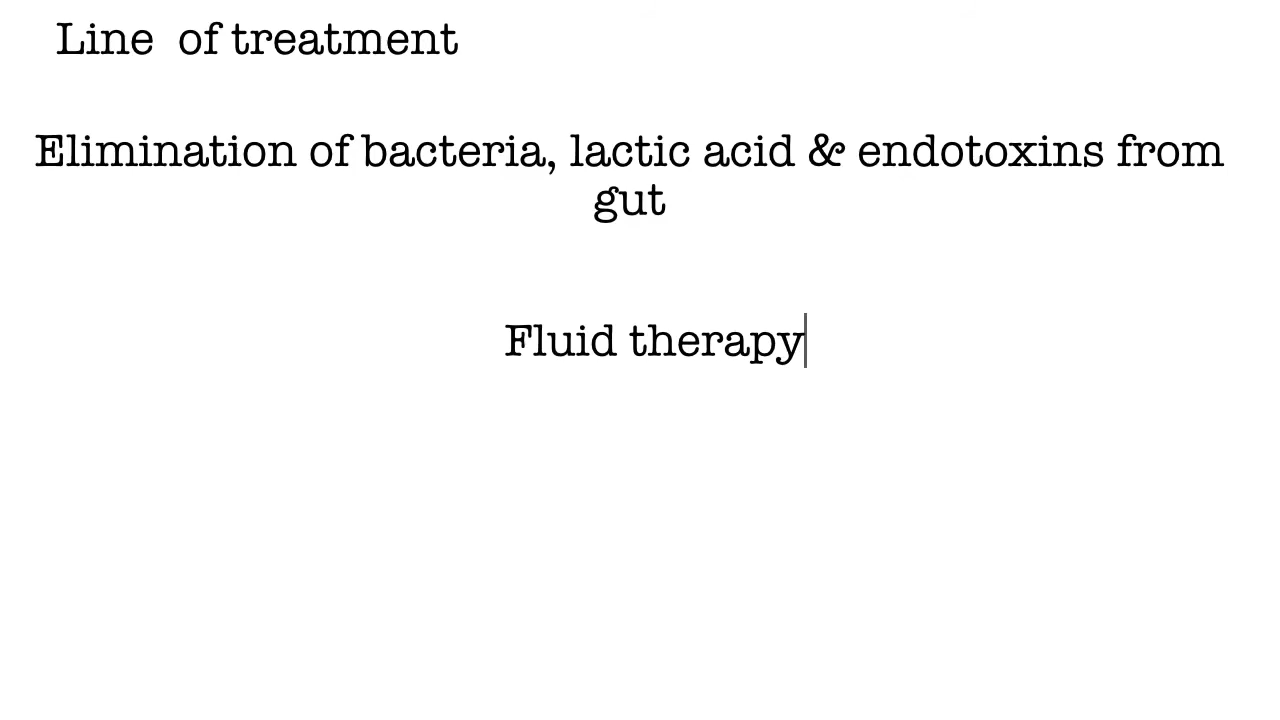 Line  of treatment
Elimination of bacteria, lactic acid & endotoxins from
gut
Fluid therapy